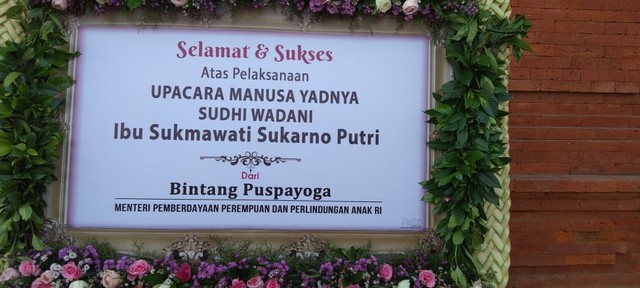 Selamat & Sukses
Atas Pelaksanaan
UPACARA MANUSA YADNYA
SUDHI WADANI
Ibu Sukmawati Sukarno Putri
Dari
Bintang Puspayoga
MENTERI PEMBERDAYAAN PEREMPUAN DAN PERLINDUNGAN ANAK RI